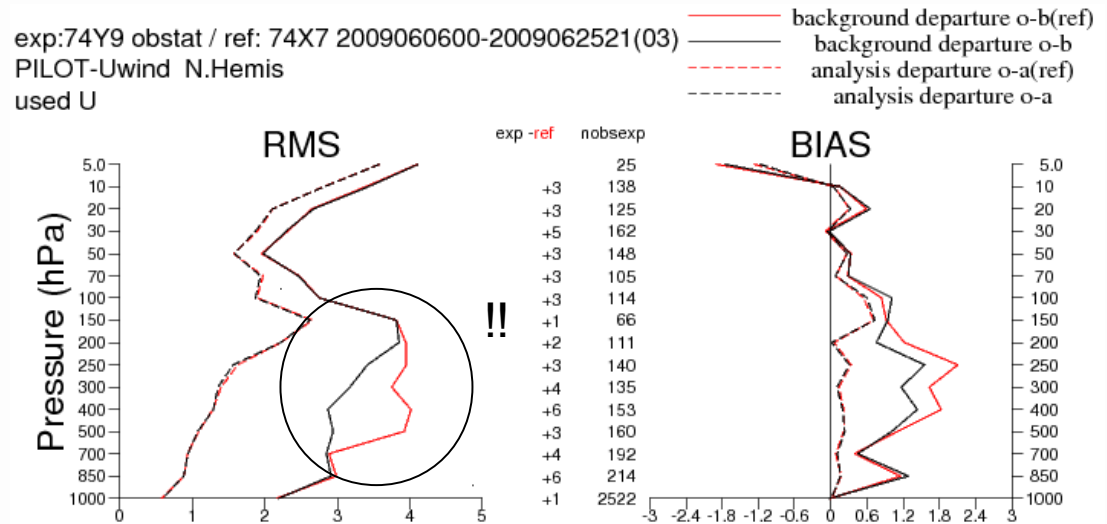 exp:74Y9 obstat / ref: 74X7 2009060600-2009062521(03)
PILOT-Uwind N.Hemis
used U
background departure o-b(ref)
background departure o-b
analysis departure o-a(ref)
analysis departure o-a
RMS
exp -ref nobsexp
BIAS
Pressure (hPa)
5.0 25 5.0
10 +3 138 10
20 +3 125 20
30 +5 162 30
50 +3 148 50
70 +3 105 70
100 +3 114 100
150 +1 66 150
!!
200 +2 111 200
250 +3 140 250
300 +4 135 300
400 +6 153 400
500 +3 160 500
700 +4 192 700
850 +6 214 850
1000 +1 2522 1000
0 1 2 3 4 5
-3 -2.4 -1.8 -1.2 -0.6 0 0.6 1.2 1.8 2.4 3